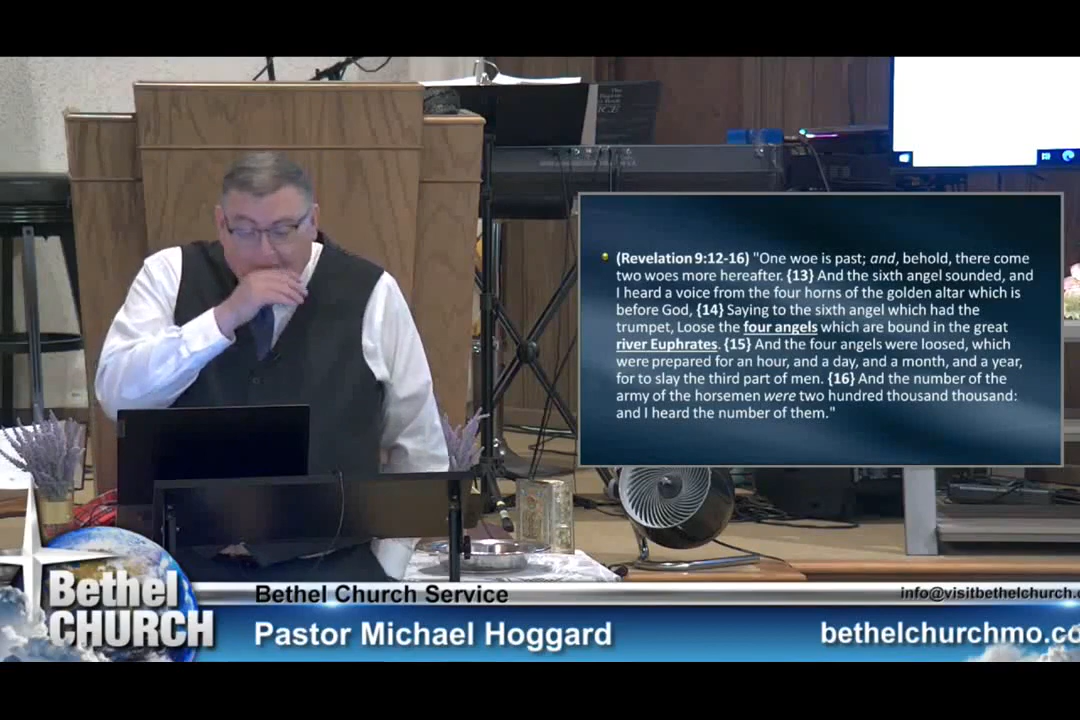 (Revelation 9:12-16) "One woe is past; and, behold, there come
two woes more hereafter. {13} And the sixth angel sounded, and
I heard a voice from the four horns of the golden altar which is
before God, {14} Saying to the sixth angel which had the
trumpet, Loose the four angels which are bound in the great
river Euphrates. {15} And the four angels were loosed, which
were prepared for an hour, and a day, and a month, and a year,
for to slay the third part of men. {16} And the number of the
army of the horsemen were two hundred thousand thousand:
and I heard the number of them."
Bethel
CHURCH
Bethel Church Service
info@visitbethelchurch.
Pastor Michael Hoggard
bethelchurchmo.co